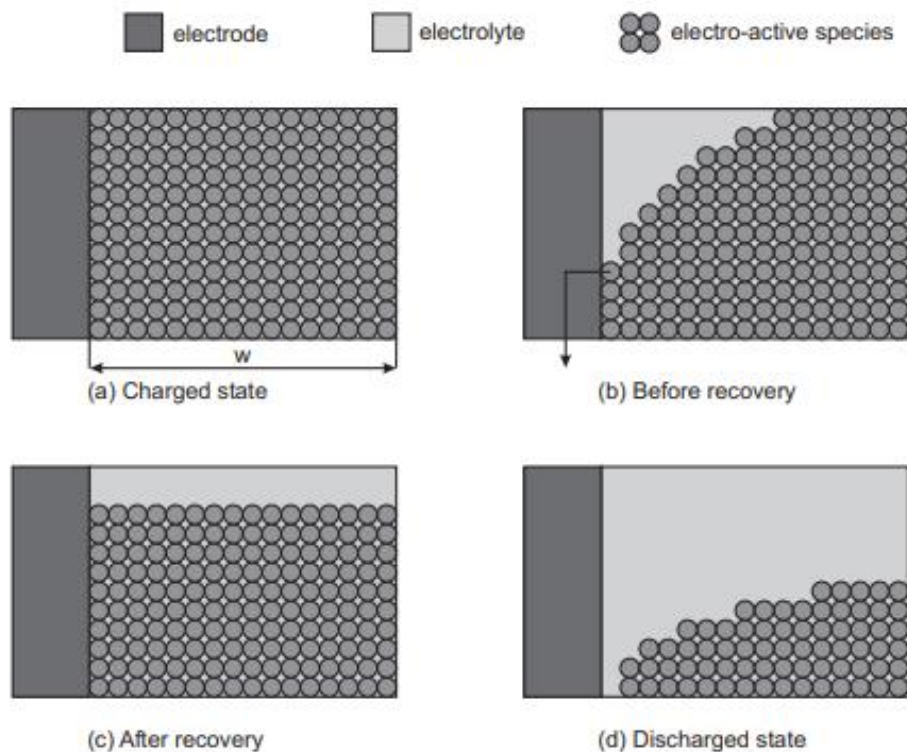 electrode electrolyte electro-active species
w
(a) Charged state (b) Before recovery
(c) After recovery (d) Discharged state